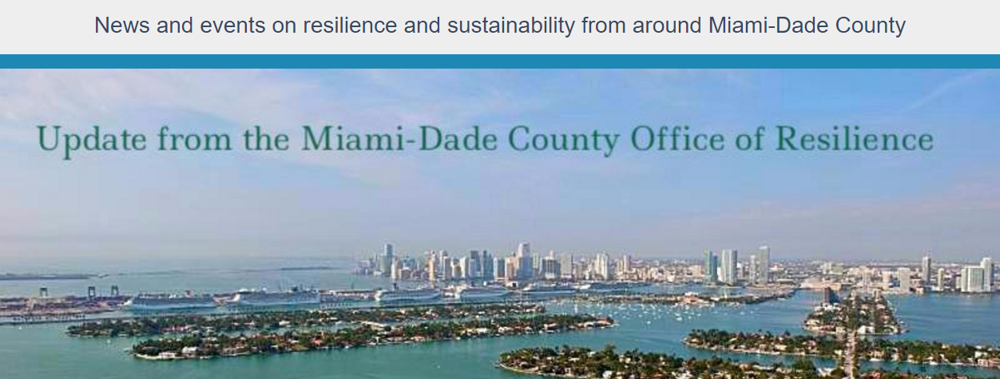 News and events on resilience and sustainability from around Miami-Dade County
Update from the Miami-Dade County Office of Resilience